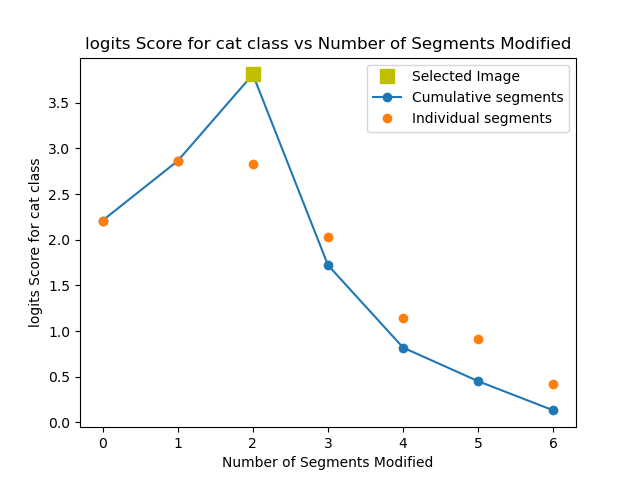 logits Score for cat class vs Number of Segments Modified
Selected Image
Cumulative segments
Individual segments
logits Score for cat class
3.5
3.0
2.5
2.0
1.5
1.0
0.5
0.0
0 1 2 3 4 5 6
Number of Segments Modified